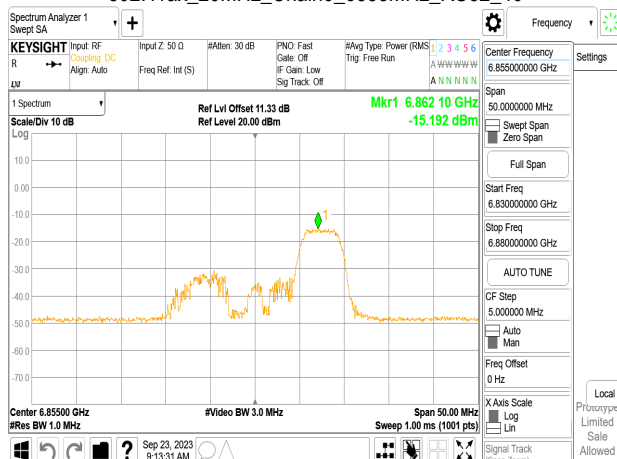 Spectrum Analyzer 1
Swept SA
+
Frequency
KEYSIGHT
R
Input: RF
Coupling: DC
Align: Auto
Input Z: 50 Ω
Freq Ref: Int (S)
#Atten: 30 dB
PNO: Fast
Gate: Off
IF Gain: Low
Sig Track: Off
#Avg Type: Power (RMS
Trig: Free Run
1 2 3 4 5 6
A W W W W W
A N N N N N
Center Frequency
6.855000000 GHz
Settings
Span
50.0000000 MHz
Swept Span
Zero Span
Full Span
Start Freq
6.830000000 GHz
Stop Freq
6.880000000 GHz
AUTO TUNE
CF Step
5.000000 MHz
Auto
Man
Freq Offset
0 Hz
X Axis Scale
Log
Lin
Signal Track
Local
Prototype
Limited
Sale
Allowed
1 Spectrum
Scale/Div 10 dB
Log
Ref Lvl Offset 11.33 dB
Ref Level 20.00 dBm
Mkr1 6.862 10 GHz
-15.192 dBm
1
10.0
0.00
-10.0
-20.0
-30.0
-40.0
-50.0
-60.0
-70.0
Center 6.85500 GHz
#Res BW 1.0 MHz
#Video BW 3.0 MHz
Span 50.00 MHz
Sweep 1.00 ms (1001 pts)
?
Sep 23, 2023
9:13:31 AM